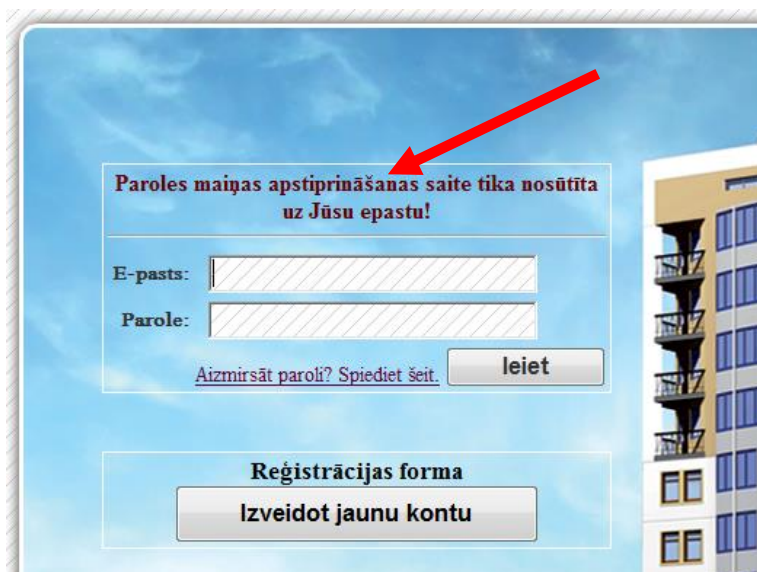 Paroles maiņas apstiprināšanas saite tika nosūtīta
uz Jūsu epastu!
E-pasts:
Parole:
Aizmirsāt paroli? Spiediet šeit.
Ieiet
Reģistrācijas forma
Izveidot jaunu kontu